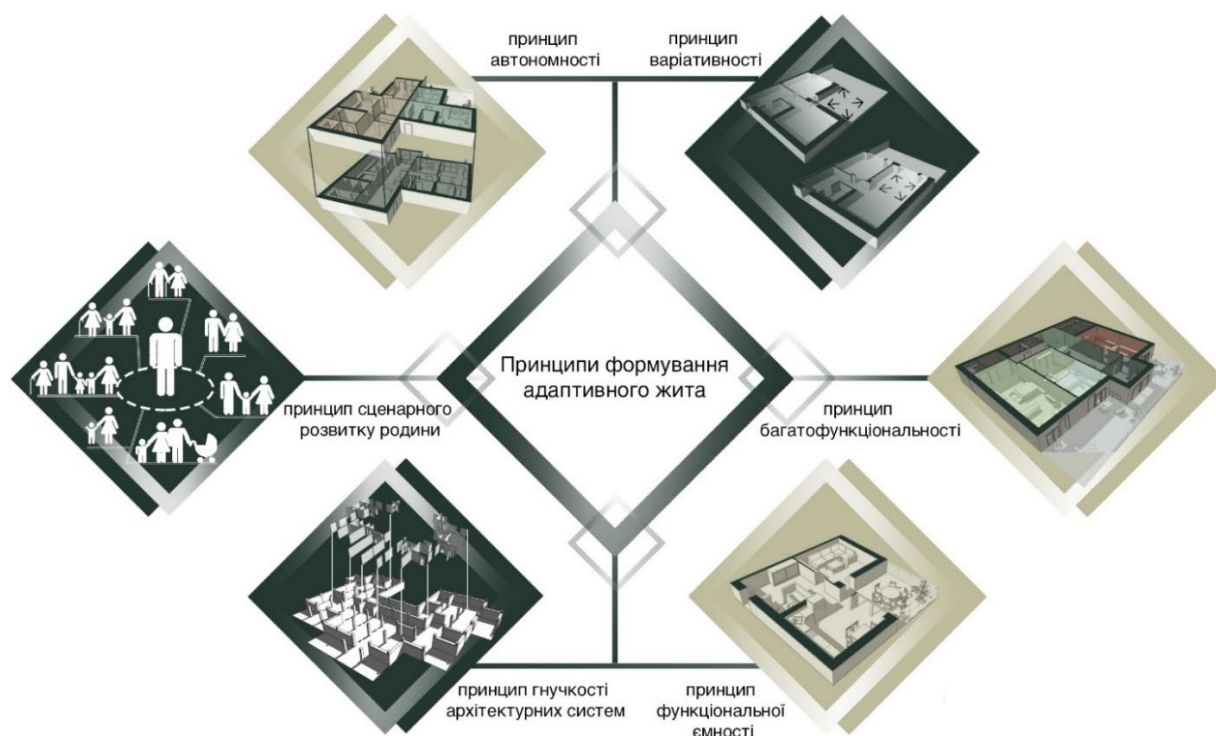 принцип
автономності
принцип
варіативності
Принципи формування
адаптивного жита
принцип сценарного
розвитку родини
принцип
багатофункціональності
принцип гнучкості
архітектурних систем
принцип
функціональної
ємності